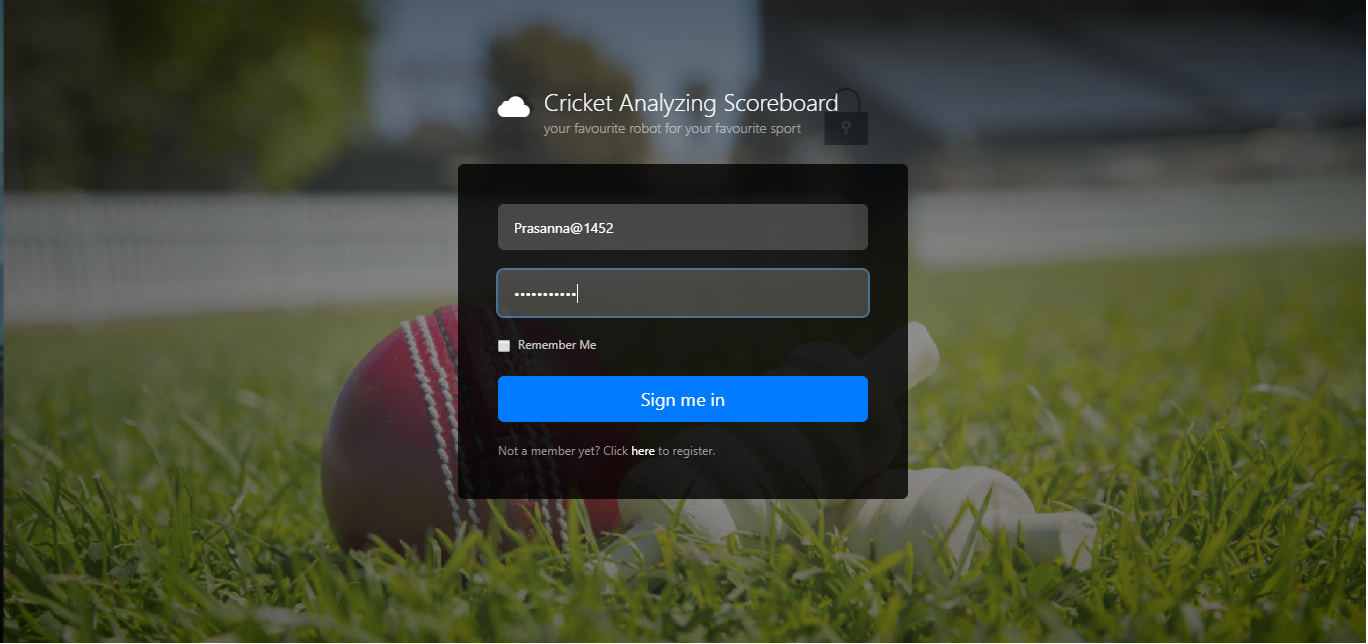 Cricket Analyzing Scoreboard
your favourite robot for your favourite sport
Prasanna@1452
•••••••••••
Remember Me
Sign me in
Not a member yet? Click here to register.